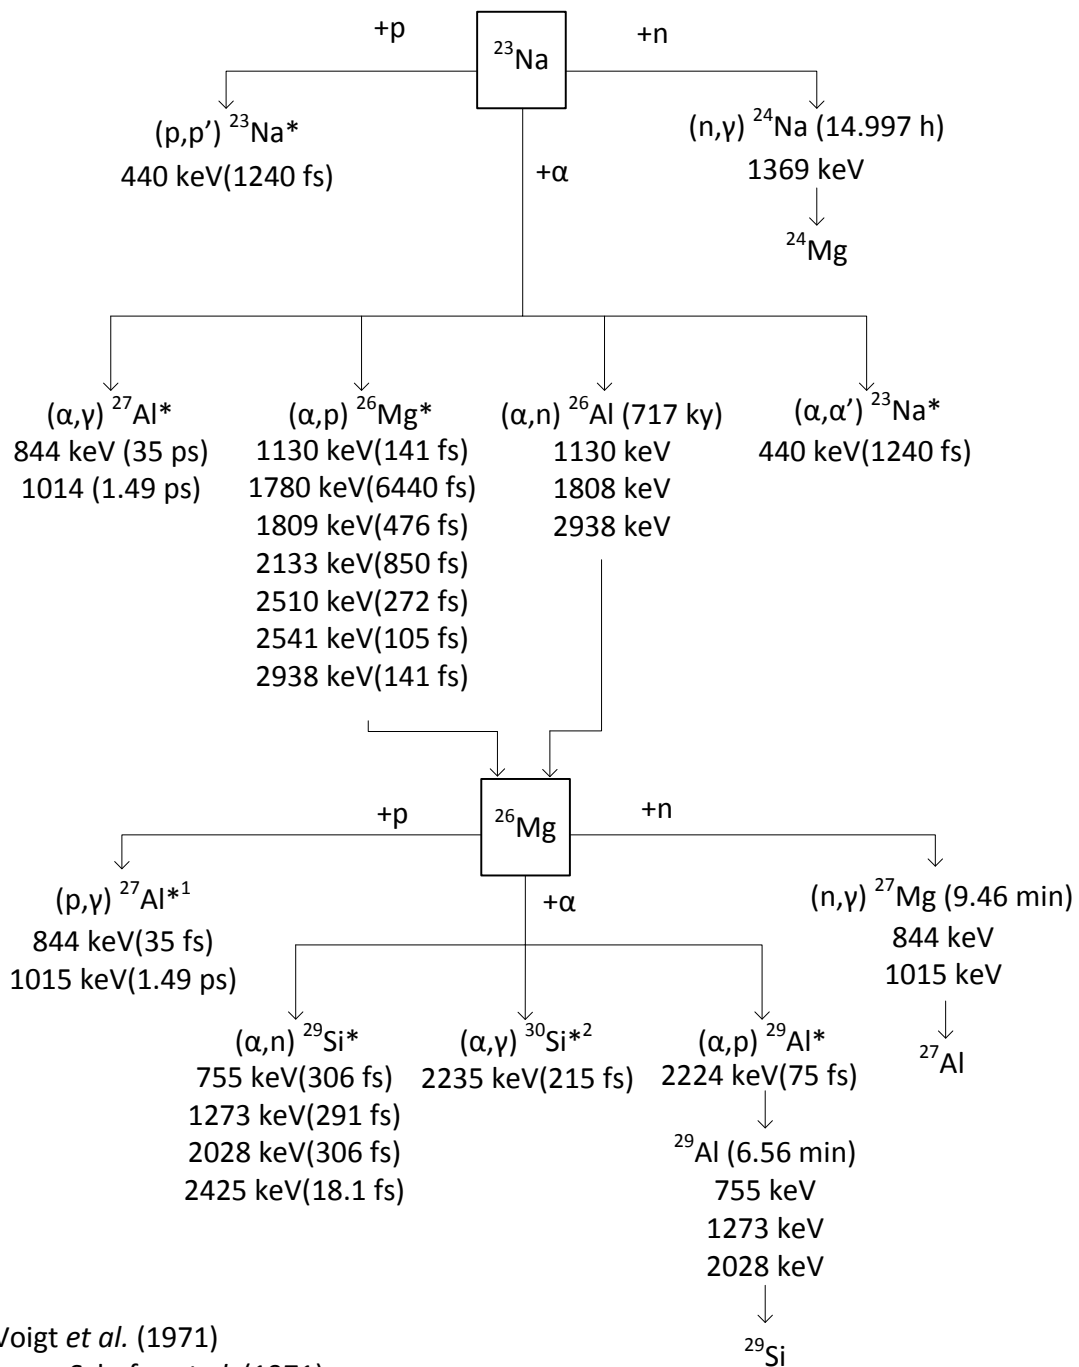 +p
²³Na
+n
(p,p’) ²³Na*
440 keV(1240 fs)
(n,γ) ²⁴Na (14.997 h)
1369 keV
²⁴Mg
+α
(α,γ) ²⁷Al*
844 keV (35 ps)
1014 (1.49 ps)
(α,p) ²⁶Mg*
1130 keV(141 fs)
1780 keV(6440 fs)
1809 keV(476 fs)
2133 keV(850 fs)
2510 keV(272 fs)
2541 keV(105 fs)
2938 keV(141 fs)
(α,n) ²⁶Al (717 ky)
1130 keV
1808 keV
2938 keV
(α,α’) ²³Na*
440 keV(1240 fs)
+p
²⁶Mg
+n
(p,γ) ²⁷Al*¹
844 keV(35 fs)
1015 keV(1.49 ps)
+α
(n,γ) ²⁷Mg (9.46 min)
844 keV
1015 keV
²⁷Al
(α,n) ²⁹Si*
755 keV(306 fs)
1273 keV(291 fs)
2028 keV(306 fs)
2425 keV(18.1 fs)
(α,γ) ³⁰Si*²
2235 keV(215 fs)
(α,p) ²⁹Al*
2224 keV(75 fs)
²⁹Al (6.56 min)
755 keV
1273 keV
2028 keV
²⁹Si
Voigt et al. (1971)